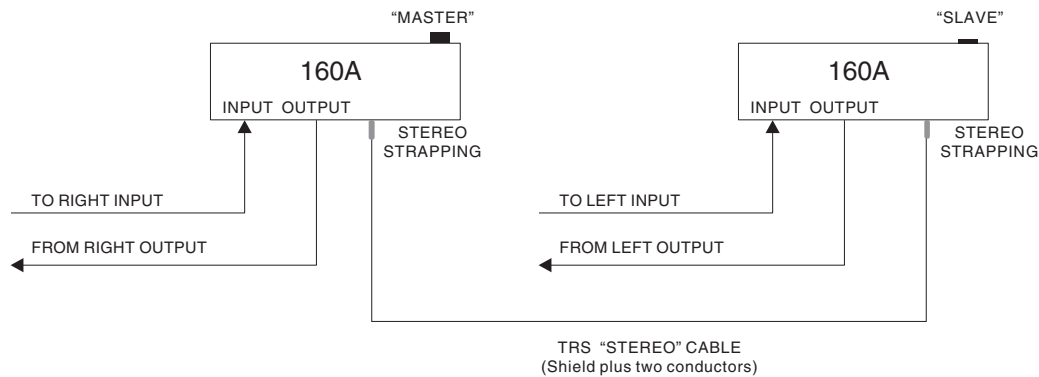 “MASTER”
160A
INPUT OUTPUT
STEREO
STRAPPING
TO RIGHT INPUT
FROM RIGHT OUTPUT
“SLAVE”
160A
INPUT OUTPUT
STEREO
STRAPPING
TO LEFT INPUT
FROM LEFT OUTPUT
TRS “STEREO” CABLE
(Shield plus two conductors)